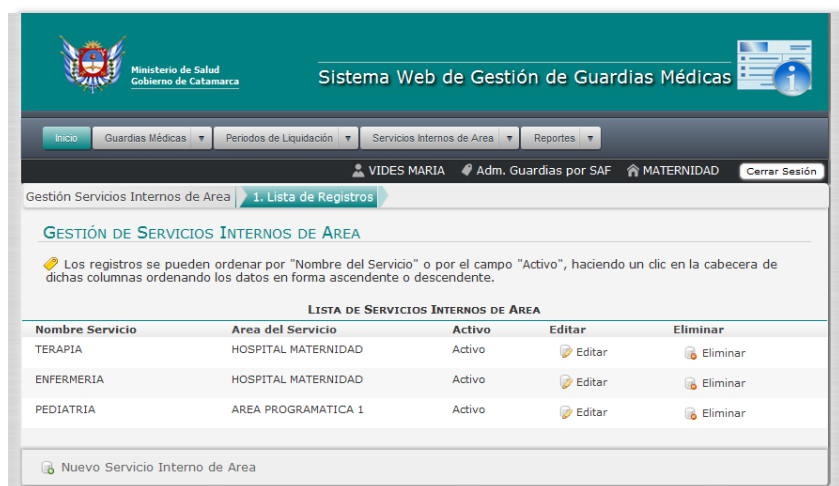 Ministerio de Salud
Gobierno de Catamarca
Sistema Web de Gestión de Guardias Médicas
Inicio Guardias Médicas Periodos de Liquidación Servicios Internos de Area Reportes
VIDES MARIA Adm. Guardias por SAF MATERNIDAD Cerrar Sesión
Gestión Servicios Internos de Area 1. Lista de Registros
GESTIÓN DE SERVICIOS INTERNOS DE AREA
Los registros se pueden ordenar por "Nombre del Servicio" o por el campo "Activo", haciendo un clic en la cabecera de
dichas columnas ordenando los datos en forma ascendente o descendente.
LISTA DE SERVICIOS INTERNOS DE AREA
Nombre Servicio Area del Servicio Activo Editar Eliminar
TERAPIA HOSPITAL MATERNIDAD Activo Editar Eliminar
ENFERMERIA HOSPITAL MATERNIDAD Activo Editar Eliminar
PEDIATRIA AREA PROGRAMATICA 1 Activo Editar Eliminar
Nuevo Servicio Interno de Area